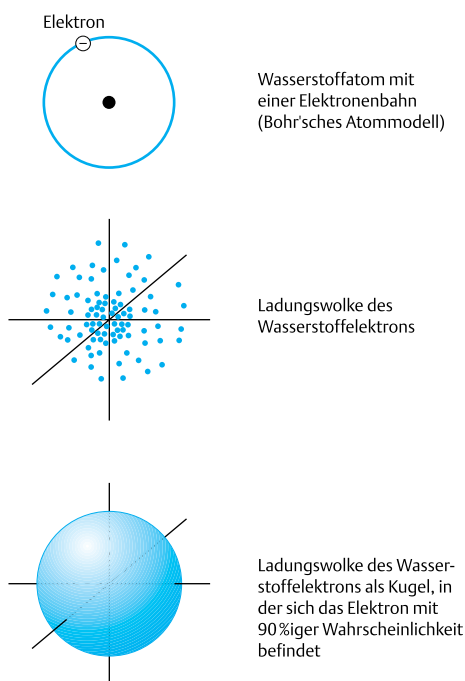 Elektron
−
Wasserstoffatom mit
einer Elektronenbahn
(Bohr'sches Atommodell)
Ladungswolke des
Wasserstoffelektrons
Ladungswolke des Wasser-
stoffelektrons als Kugel, in
der sich das Elektron mit
90 %iger Wahrscheinlichkeit
befindet